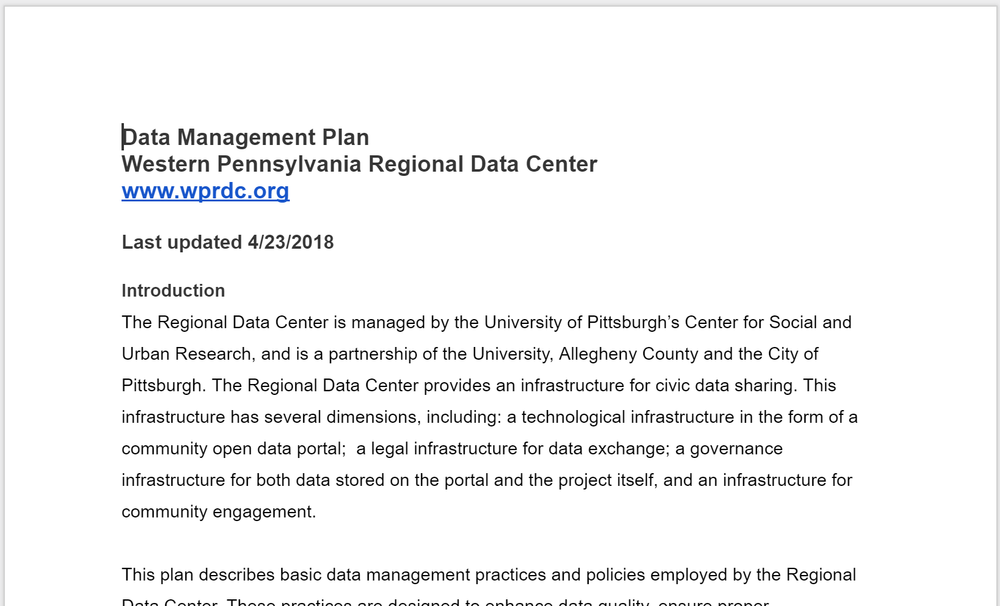 Data Management Plan
Western Pennsylvania Regional Data Center
www.wprdc.org
Last updated 4/23/2018
Introduction
The Regional Data Center is managed by the University of Pittsburgh’s Center for Social and
Urban Research, and is a partnership of the University, Allegheny County and the City of
Pittsburgh. The Regional Data Center provides an infrastructure for civic data sharing. This
infrastructure has several dimensions, including: a technological infrastructure in the form of a
community open data portal;  a legal infrastructure for data exchange; a governance
infrastructure for both data stored on the portal and the project itself, and an infrastructure for
community engagement.
This plan describes basic data management practices and policies employed by the Regional
Data Center. These practices are designed to enhance data quality, ensure proper